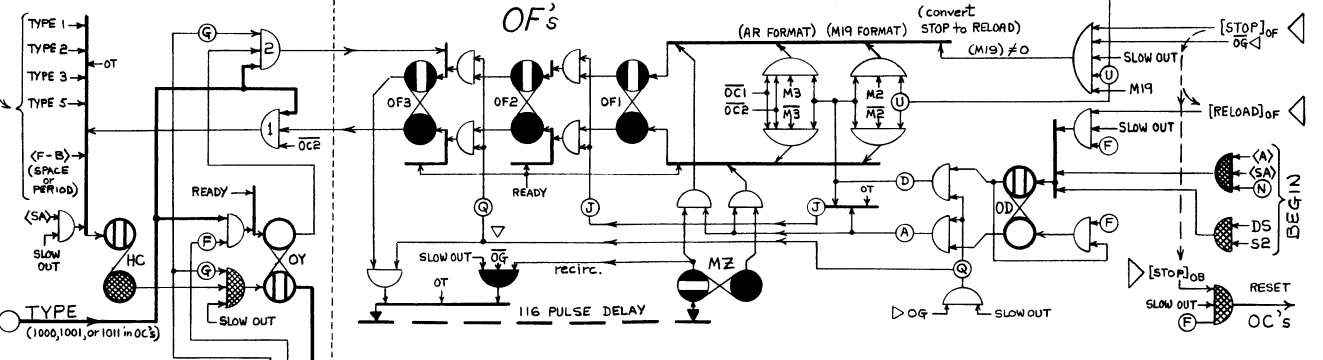 OF's
TYPE 1
TYPE 2
TYPE 3
TYPE 5
OT
<F-B>
(SPACE
OR
PERIOD)
<SA>
SLOW
OUT
HC
TYPE
(1000,1001, or 1011 in OC's)
G
2
1
OC2
READY
F
G
OY
SLOW OUT
OF3
OF2
OF1
READY
Q
J
SLOW OUT
OG
OT
recirc.
116 PULSE DELAY
MZ
(AR FORMAT)
(M19 FORMAT)
(convert
STOP to RELOAD)
(M19) ≠ 0
OC1
OC2
M3
M3
M2
M2
U
D
OT
J
A
Q
OG
SLOW OUT
OD
F
[STOP]OF
OG
SLOW OUT
U
M19
[RELOAD]OF
SLOW OUT
F
<A>
<SA>
N
DS
S2
BEGIN
[STOP]OB
SLOW OUT
F
RESET
OC's